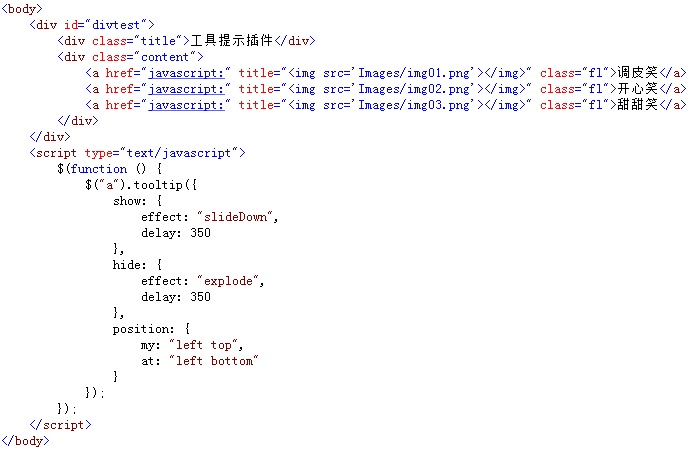 <body>
    <div id="divtest">
        <div class="title">工具提示插件</div>
        <div class="content">
            <a href="javascript:" title="<img src='Images/img01.png'></img>" class="fl">调皮笑</a>
            <a href="javascript:" title="<img src='Images/img02.png'></img>" class="fl">开心笑</a>
            <a href="javascript:" title="<img src='Images/img03.png'></img>" class="fl">甜甜笑</a>
        </div>
    </div>
    <script type="text/javascript">
        $(function () {
            $("a").tooltip({
                show: {
                    effect: "slideDown",
                    delay: 350
                },
                hide: {
                    effect: "explode",
                    delay: 350
                },
                position: {
                    my: "left top",
                    at: "left bottom"
                }
            });
        });
    </script>
</body>